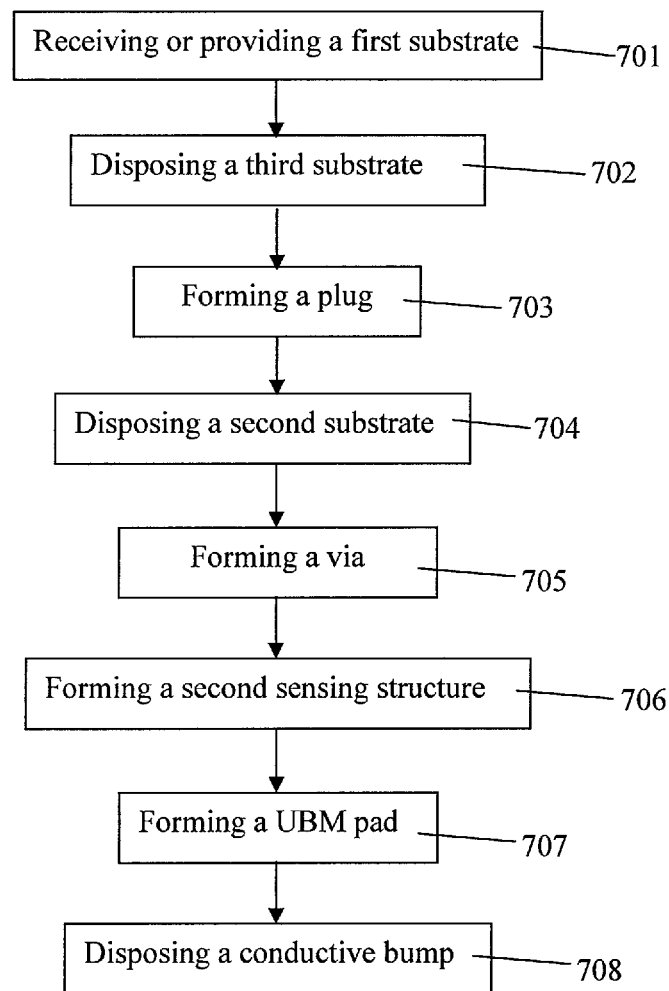 Receiving or providing a first substrate
701
Disposing a third substrate
702
Forming a plug
703
Disposing a second substrate
704
Forming a via
705
Forming a second sensing structure
706
Forming a UBM pad
707
Disposing a conductive bump
708